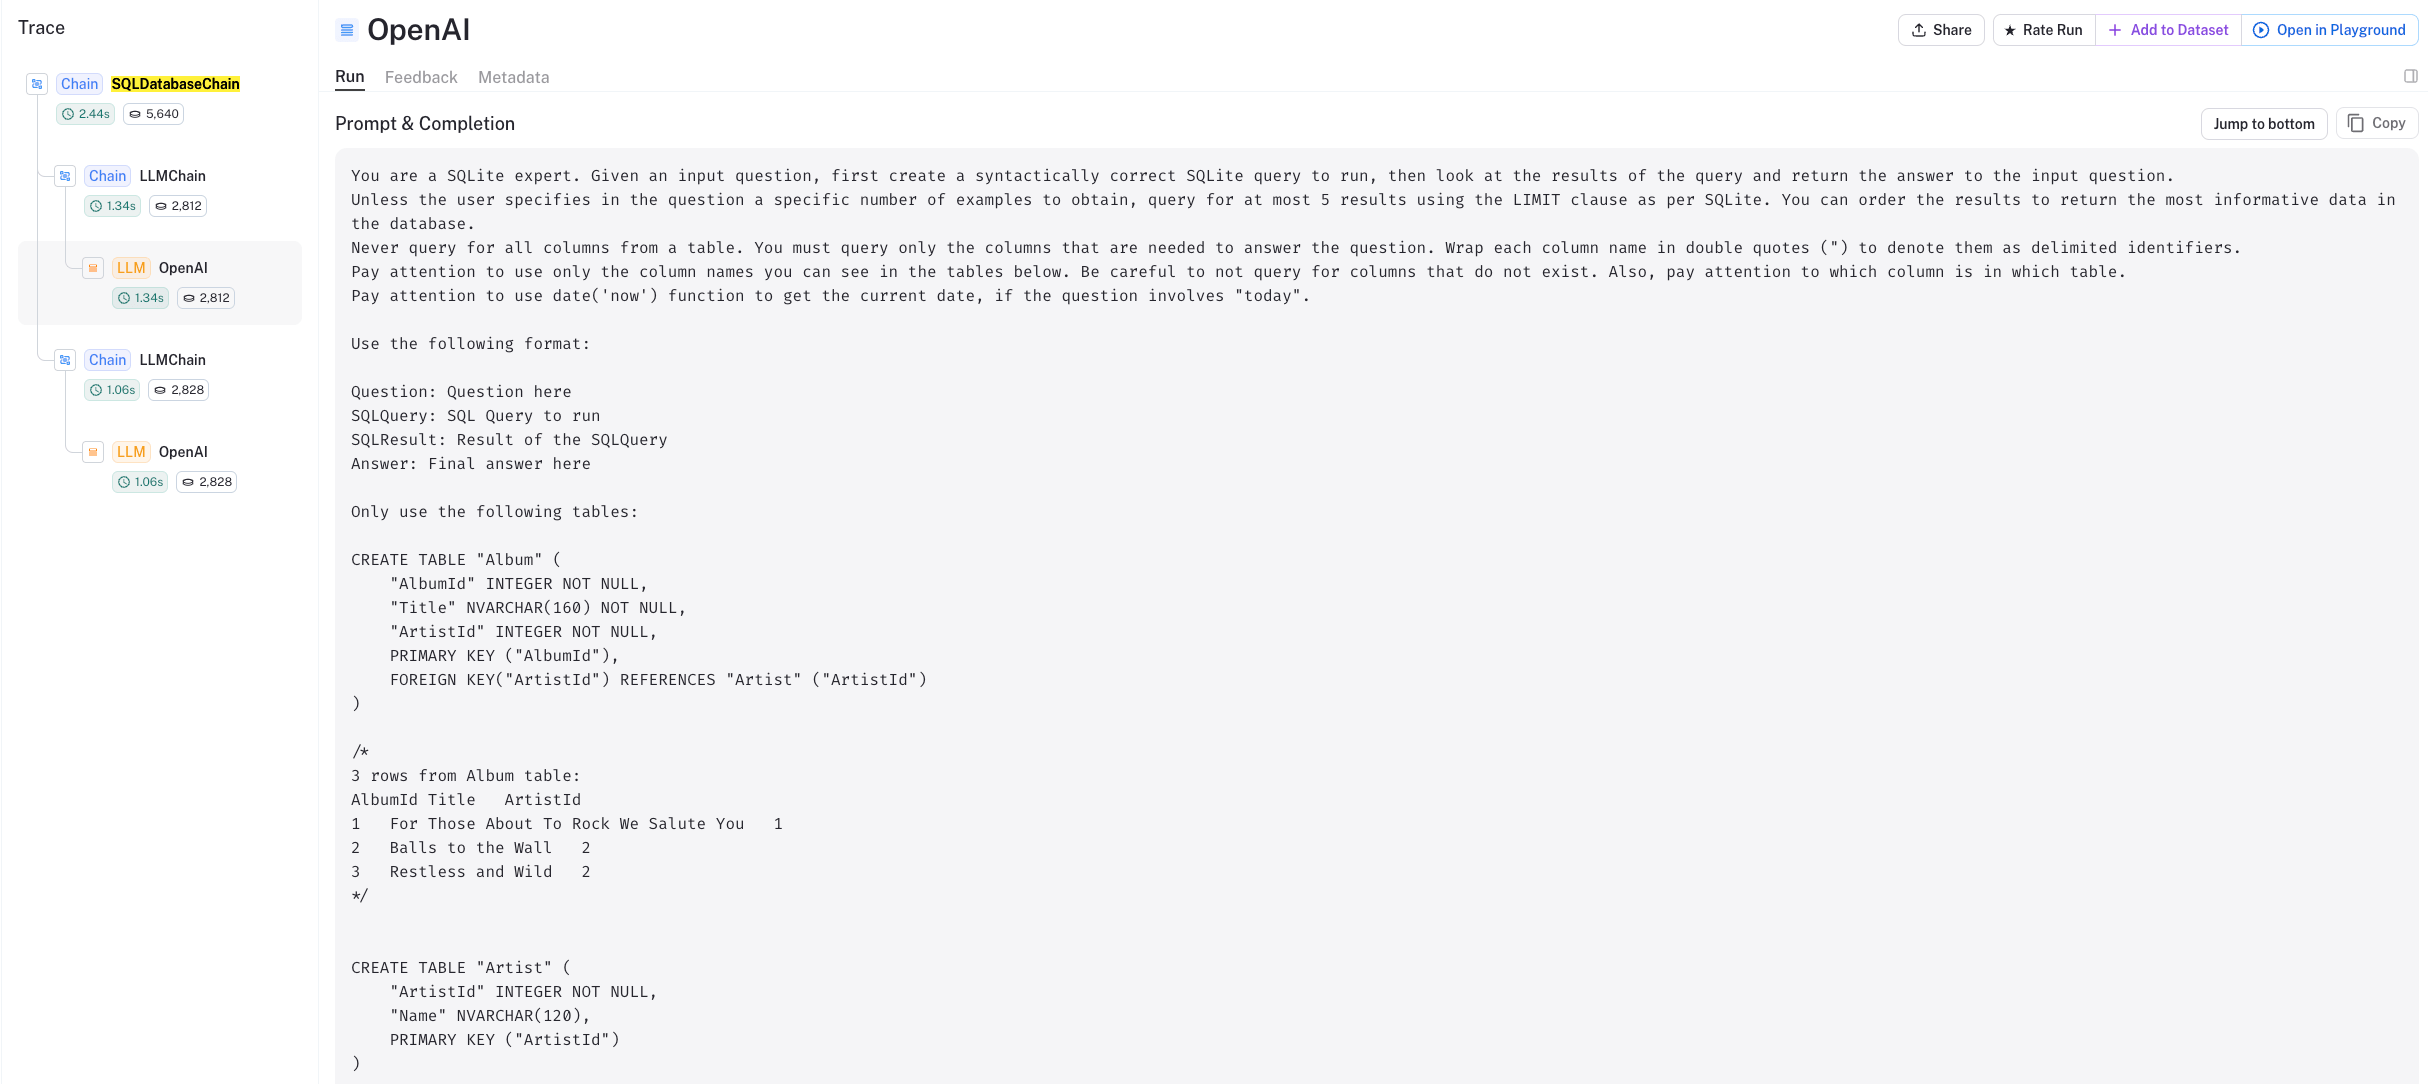 Trace
Chain SQLDatabaseChain
2.44s 5,640
Chain LLMChain
1.34s 2,812
LLM OpenAI
1.34s 2,812
Chain LLMChain
1.06s 2,828
LLM OpenAI
1.06s 2,828
OpenAI
Share
Rate Run
Add to Dataset
Open in Playground
Run Feedback Metadata
Prompt & Completion
Jump to bottom
Copy
You are a SQLite expert. Given an input question, first create a syntactically correct SQLite query to run, then look at the results of the query and return the answer to the input question.
Unless the user specifies in the question a specific number of examples to obtain, query for at most 5 results using the LIMIT clause as per SQLite. You can order the results to return the most informative data in
the database.
Never query for all columns from a table. You must query only the columns that are needed to answer the question. Wrap each column name in double quotes (") to denote them as delimited identifiers.
Pay attention to use only the column names you can see in the tables below. Be careful to not query for columns that do not exist. Also, pay attention to which column is in which table.
Pay attention to use date('now') function to get the current date, if the question involves "today".
Use the following format:
Question: Question here
SQLQuery: SQL Query to run
SQLResult: Result of the SQLQuery
Answer: Final answer here
Only use the following tables:
CREATE TABLE "Album" (
"AlbumId" INTEGER NOT NULL,
"Title" NVARCHAR(160) NOT NULL,
"ArtistId" INTEGER NOT NULL,
PRIMARY KEY ("AlbumId"),
FOREIGN KEY("ArtistId") REFERENCES "Artist" ("ArtistId")
)
/*
3 rows from Album table:
AlbumId Title ArtistId
1 For Those About To Rock We Salute You 1
2 Balls to the Wall 2
3 Restless and Wild 2
*/
CREATE TABLE "Artist" (
"ArtistId" INTEGER NOT NULL,
"Name" NVARCHAR(120),
PRIMARY KEY ("ArtistId")
)